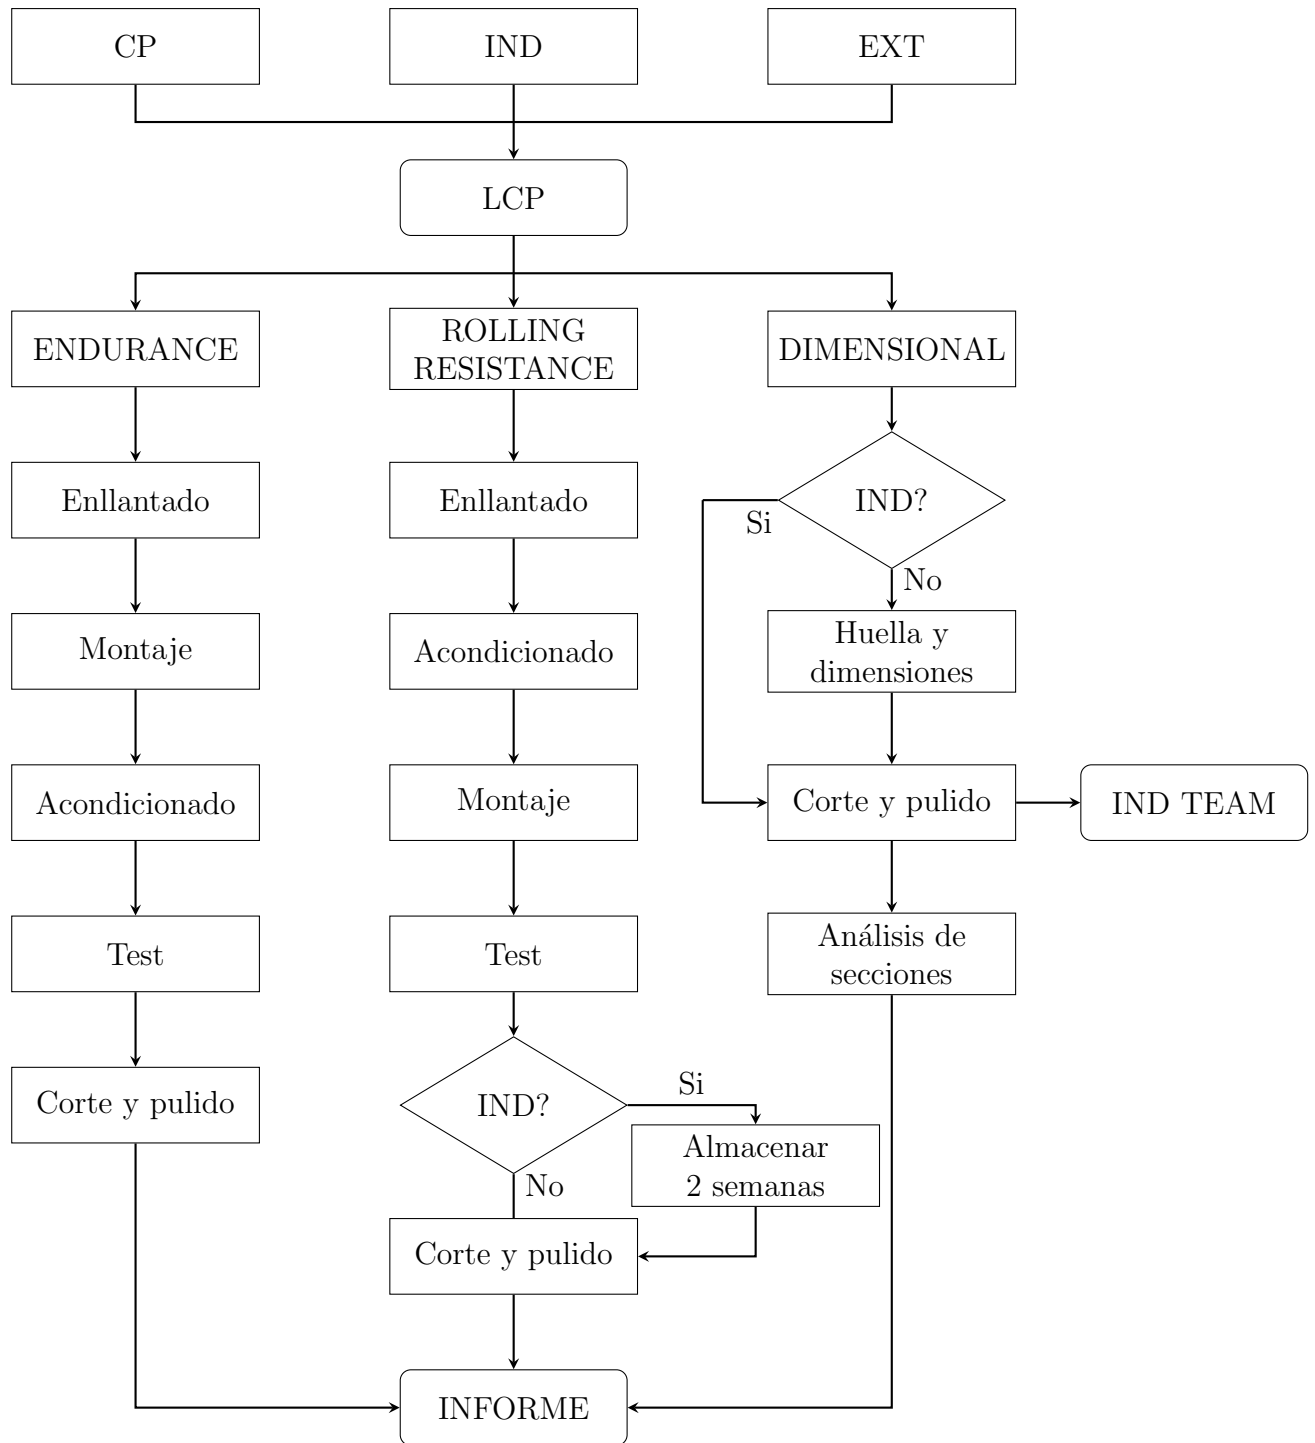 CP
IND
EXT
LCP
ENDURANCE
ROLLING
RESISTANCE
DIMENSIONAL
Enllantado
Enllantado
IND?
Si
No
Montaje
Acondicionado
Huella y
dimensiones
Acondicionado
Montaje
Corte y pulido
IND TEAM
Test
Test
Análisis de
secciones
Corte y pulido
IND?
Si
No
Almacenar
2 semanas
Corte y pulido
INFORME